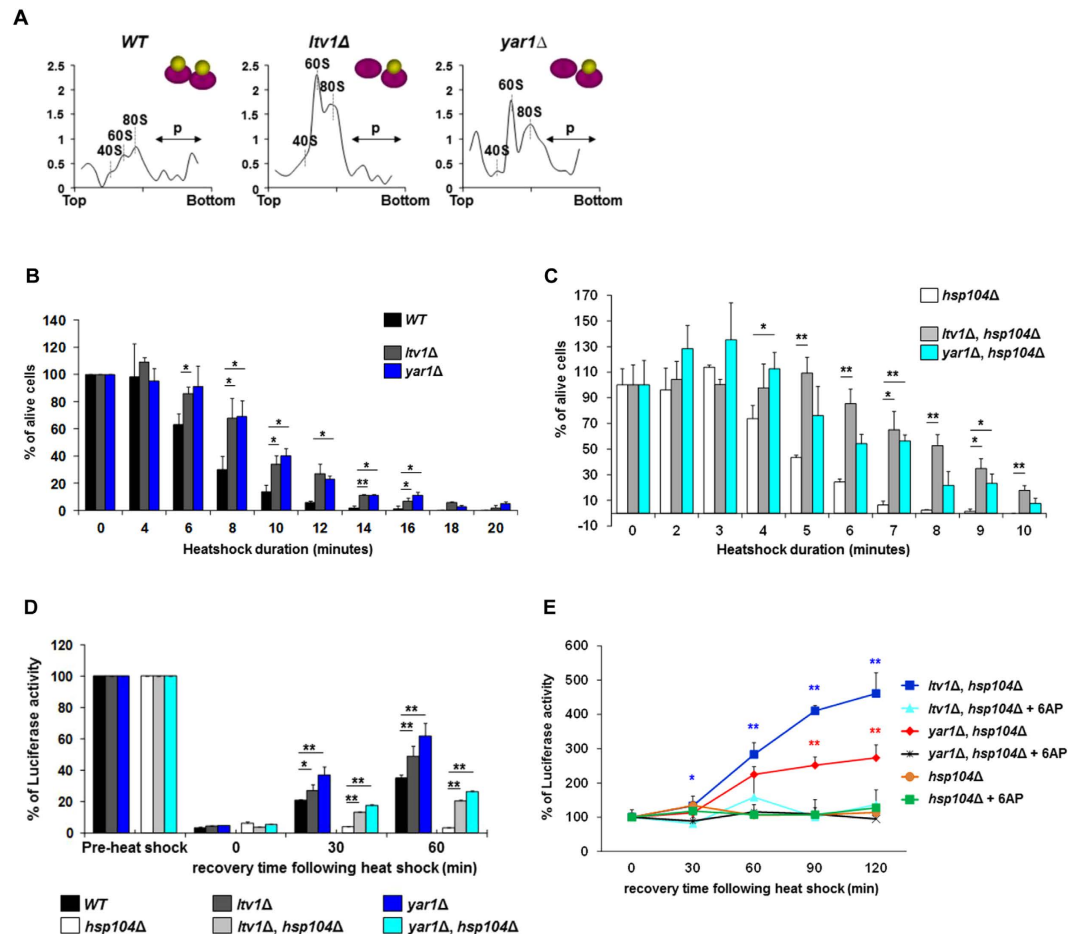 A
WT
ltv1Δ
yar1Δ
2.5
2
1.5
1
0.5
0
40S
60S
80S
p
Top
Bottom
2.5
2
1.5
1
0.5
0
40S
60S
80S
p
Top
Bottom
2.5
2
1.5
1
0.5
0
40S
60S
80S
p
Top
Bottom
B
% of alive cells
140
120
100
80
60
40
20
0
WT
ltv1Δ
yar1Δ
* * * * * * * ** * * *
0 4 6 8 10 12 14 16 18 20
Heatshock duration (minutes)
C
% of alive cells
170
150
130
110
90
70
50
30
10
-10
hsp104Δ
ltv1Δ, hsp104Δ
yar1Δ, hsp104Δ
* ** ** ** * ** * * **
0 2 3 4 5 6 7 8 9 10
Heatshock duration (minutes)
D
% of Luciferase activity
120
100
80
60
40
20
0
** * ** ** ** ** ** **
Pre-heat shock 0 30 60
recovery time following heat shock (min)
WT ltv1Δ yar1Δ
hsp104Δ ltv1Δ, hsp104Δ yar1Δ, hsp104Δ
E
% of Luciferase activity
600
500
400
300
200
100
0
* ** ** ** ** **
0 30 60 90 120
recovery time following heat shock (min)
ltv1Δ, hsp104Δ
ltv1Δ, hsp104Δ + 6AP
yar1Δ, hsp104Δ
yar1Δ, hsp104Δ + 6AP
hsp104Δ
hsp104Δ + 6AP